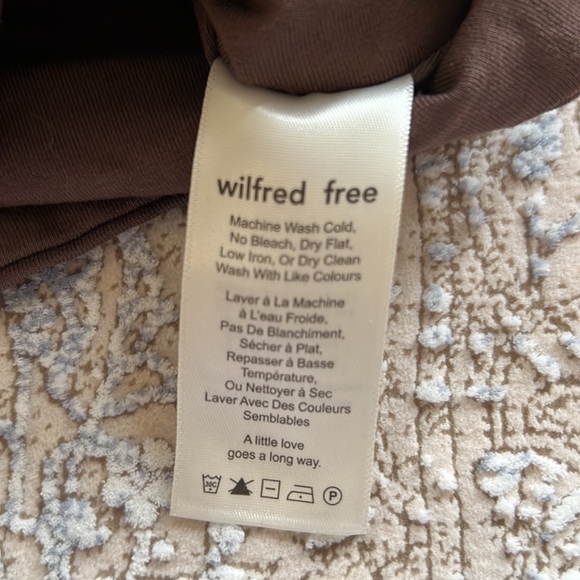 wilfred free
Machine Wash Cold,
No Bleach, Dry Flat,
Low Iron, Or Dry Clean
Wash With Like Colours
Laver à La Machine
à L'eau Froide,
Pas De Blanchiment,
Sécher à Plat,
Repasser à Basse
Température,
Ou Nettoyer à Sec
Laver Avec Des Couleurs
Semblables
A little love
goes a long way.
30C P